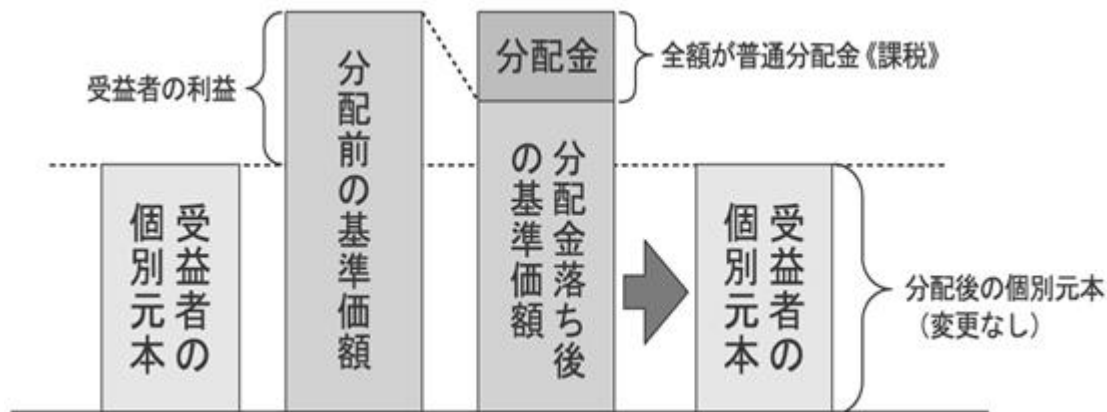 受益者の利益
受益者の
個別元本
分配前の基準価額
分配金
分配金落ち後
の基準価額
全額が普通分配金《課税》
受益者の
個別元本
分配後の個別元本
（変更なし）